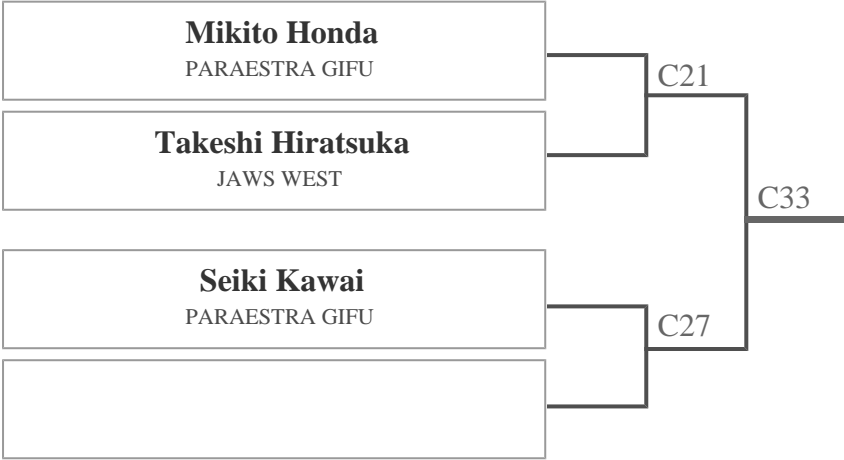 Mikito Honda
PARAESTRA GIFU
C21
Takeshi Hiratsuka
JAWS WEST
C33
Seiki Kawai
PARAESTRA GIFU
C27